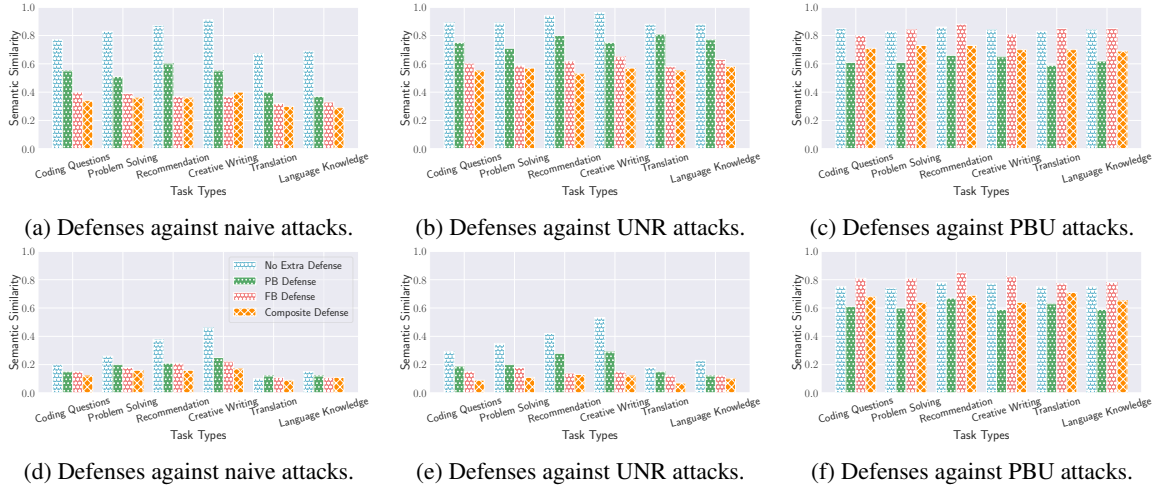 1.0
0.8
0.6
0.4
0.2
0.0
Semantic Similarity
Coding Questions
Problem Solving
Recommendation
Creative Writing
Translation
Language Knowledge
Task Types
(a) Defenses against naive attacks.
1.0
0.8
0.6
0.4
0.2
0.0
Semantic Similarity
Coding Questions
Problem Solving
Recommendation
Creative Writing
Translation
Language Knowledge
Task Types
(b) Defenses against UNR attacks.
1.0
0.8
0.6
0.4
0.2
0.0
Semantic Similarity
Coding Questions
Problem Solving
Recommendation
Creative Writing
Translation
Language Knowledge
Task Types
(c) Defenses against PBU attacks.
1.0
0.8
0.6
0.4
0.2
0.0
Semantic Similarity
No Extra Defense
PB Defense
FB Defense
Composite Defense
Coding Questions
Problem Solving
Recommendation
Creative Writing
Translation
Language Knowledge
Task Types
(d) Defenses against naive attacks.
1.0
0.8
0.6
0.4
0.2
0.0
Semantic Similarity
Coding Questions
Problem Solving
Recommendation
Creative Writing
Translation
Language Knowledge
Task Types
(e) Defenses against UNR attacks.
1.0
0.8
0.6
0.4
0.2
0.0
Semantic Similarity
Coding Questions
Problem Solving
Recommendation
Creative Writing
Translation
Language Knowledge
Task Types
(f) Defenses against PBU attacks.